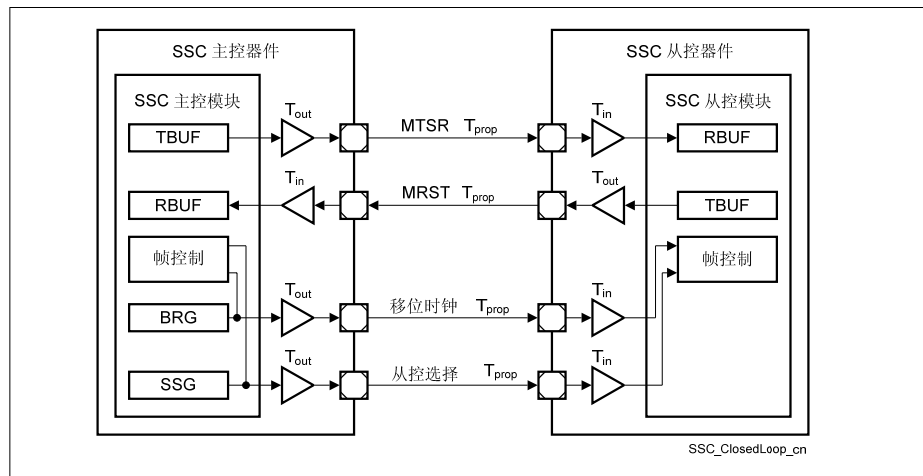 SSC 主控器件
SSC 从控器件
SSC 主控模块
SSC 从控模块
TBUF
Tout
MTSR Tprop
Tin
RBUF
RBUF
Tin
MRST Tprop
Tout
TBUF
帧控制
帧控制
BRG
Tout
移位时钟 Tprop
Tin
SSG
Tout
从控选择 Tprop
Tin
SSC_ClosedLoop_cn